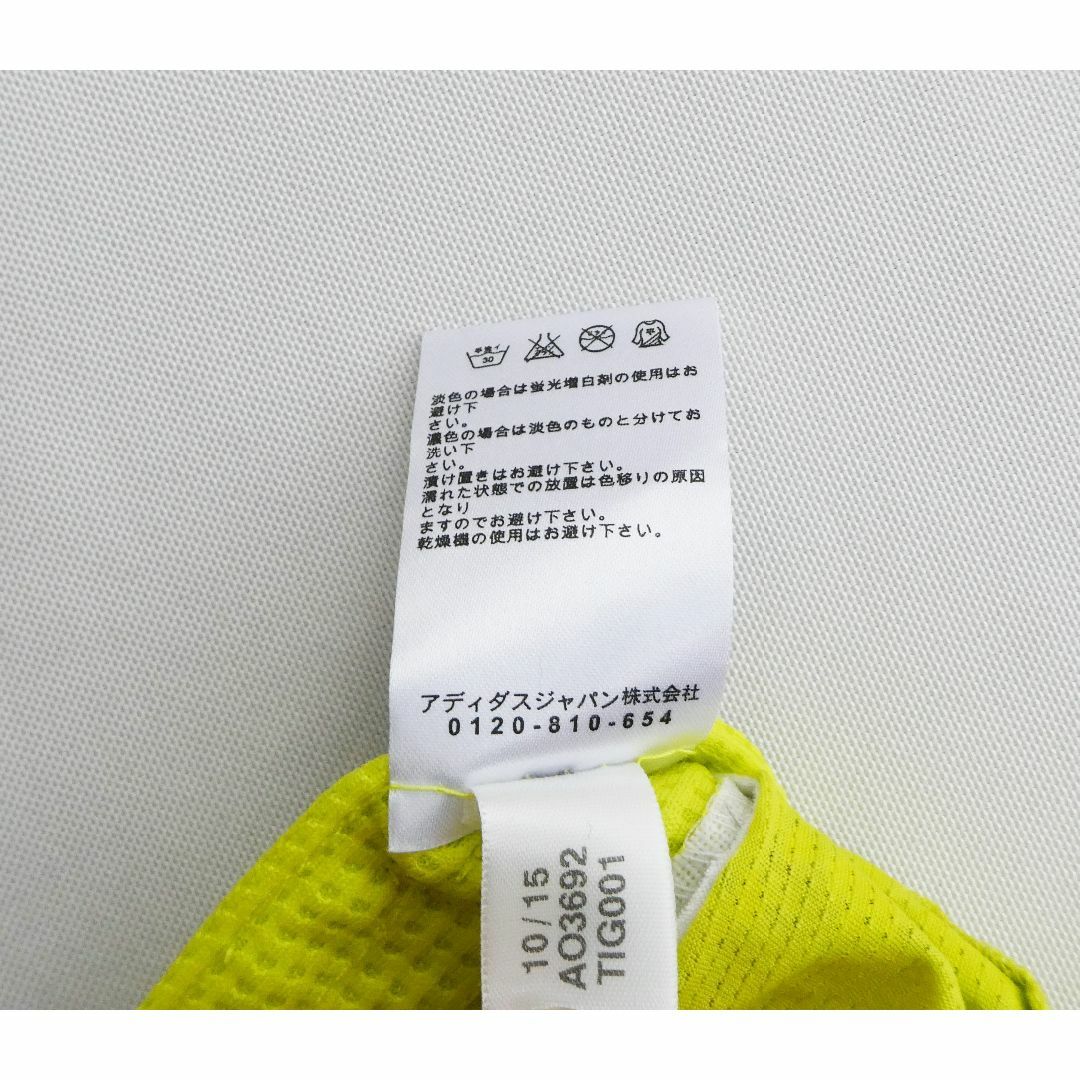 手洗イ
30
淡色の場合は蛍光増白剤の使用はお
避け下
さい。
濃色の場合は淡色のものと分けてお
洗い下
さい。
漬け置きはお避け下さい。
濡れた状態での放置は色移りの原因
となり
ますのでお避け下さい。
乾燥機の使用はお避け下さい。
アディダスジャパン株式会社
0120-810-654
10/15
AO3692
TIG001